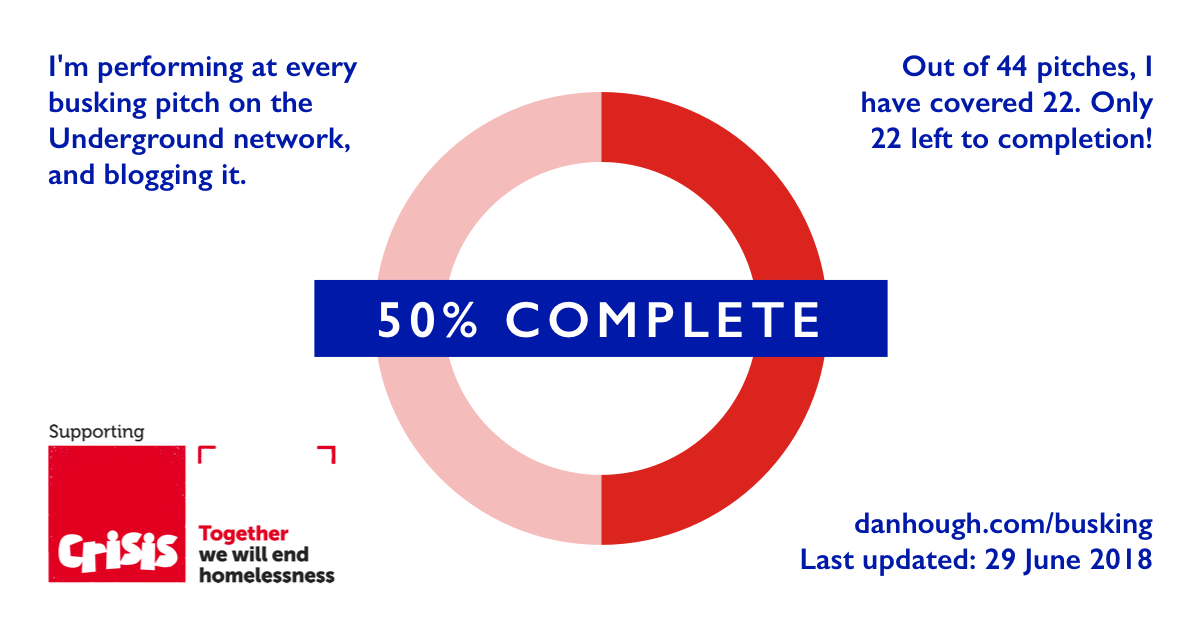 I'm performing at every
busking pitch on the
Underground network,
and blogging it.
Out of 44 pitches, I
have covered 22. Only
22 left to completion!
50% COMPLETE
Supporting
Crisis
Together
we will end
homelessness
danhough.com/busking
Last updated: 29 June 2018